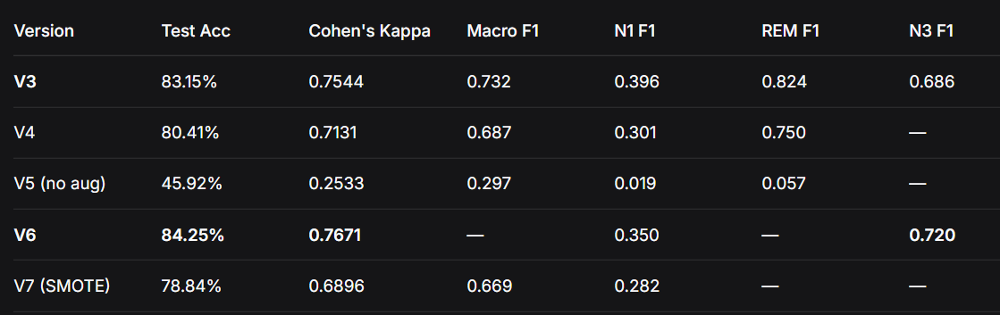 Version Test Acc Cohen's Kappa Macro F1 N1 F1 REM F1 N3 F1
V3 83.15% 0.7544 0.732 0.396 0.824 0.686
V4 80.41% 0.7131 0.687 0.301 0.750 —
V5 (no aug) 45.92% 0.2533 0.297 0.019 0.057 —
V6 84.25% 0.7671 — 0.350 — 0.720
V7 (SMOTE) 78.84% 0.6896 0.669 0.282 — —